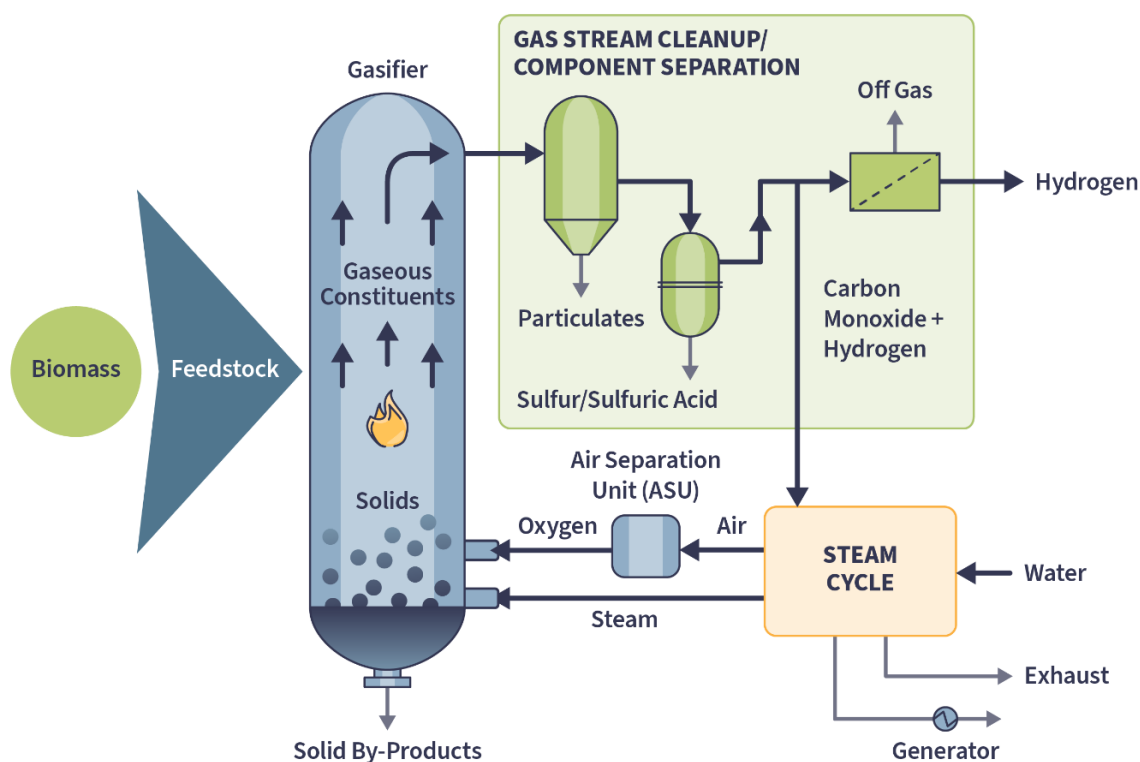 GAS STREAM CLEANUP/
COMPONENT SEPARATION
Gasifier
Off Gas
Hydrogen
Gaseous
Constituents
Particulates
Carbon
Monoxide +
Hydrogen
Biomass
Feedstock
Sulfur/Sulfuric Acid
Air Separation
Unit (ASU)
Solids
Oxygen
Air
STEAM
CYCLE
Water
Steam
Exhaust
Solid By-Products
Generator